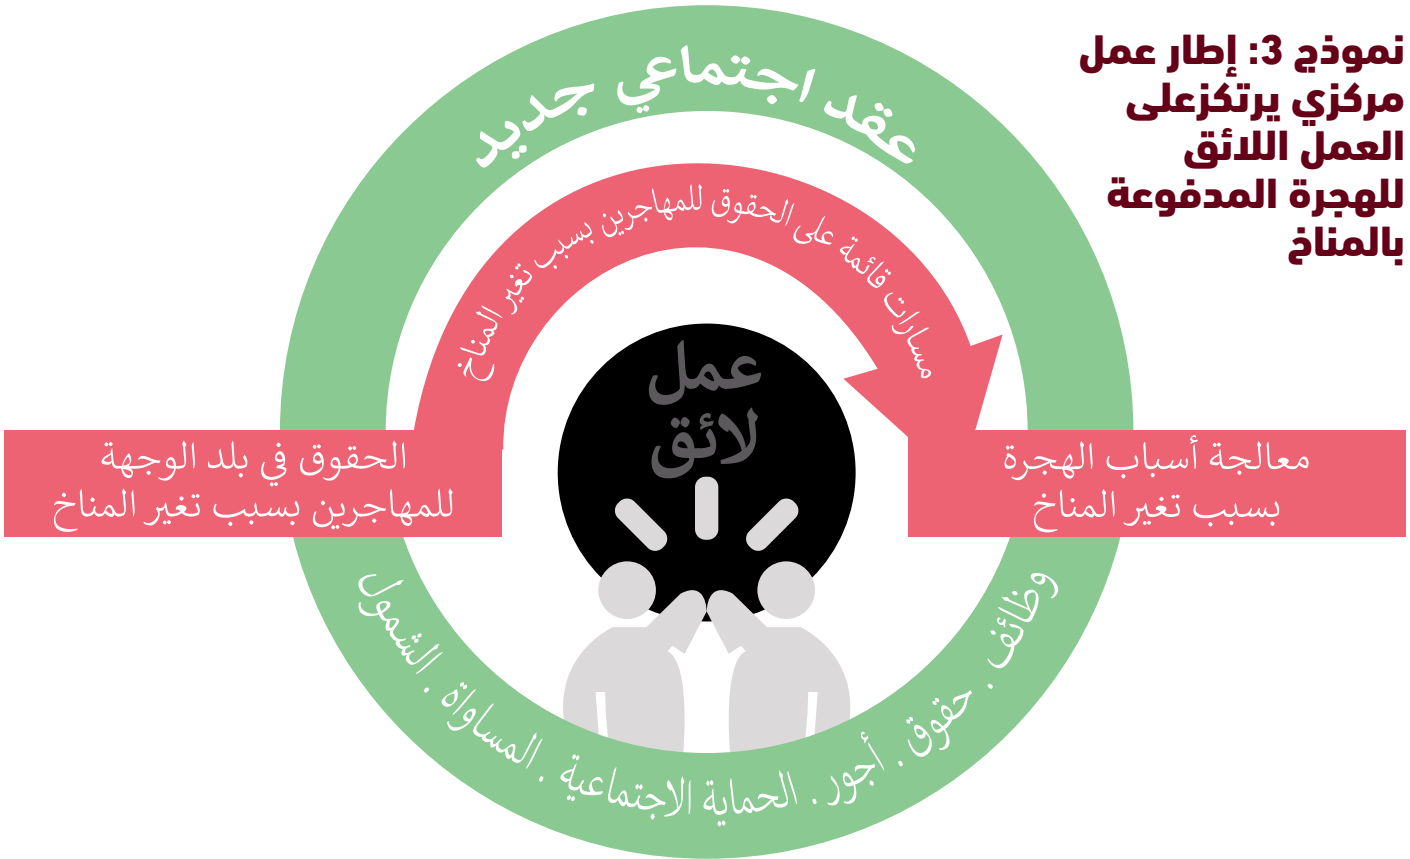 نموذج 3: إطار عمل
مركزي يرتكزعلى
العمل اللائق
للهجرة المدفوعة
بالمناخ
عقد اجتماعي جديد
مسارات قائمة على الحقوق للمهاجرين بسبب تغير المناخ
عمل
لائق
معالجة أسباب الهجرة
بسبب تغير المناخ
الحقوق في بلد الوجهة
للمهاجرين بسبب تغير المناخ
وظائف . حقوق . أجور . الحماية الاجتماعية . المساواة . الشمول